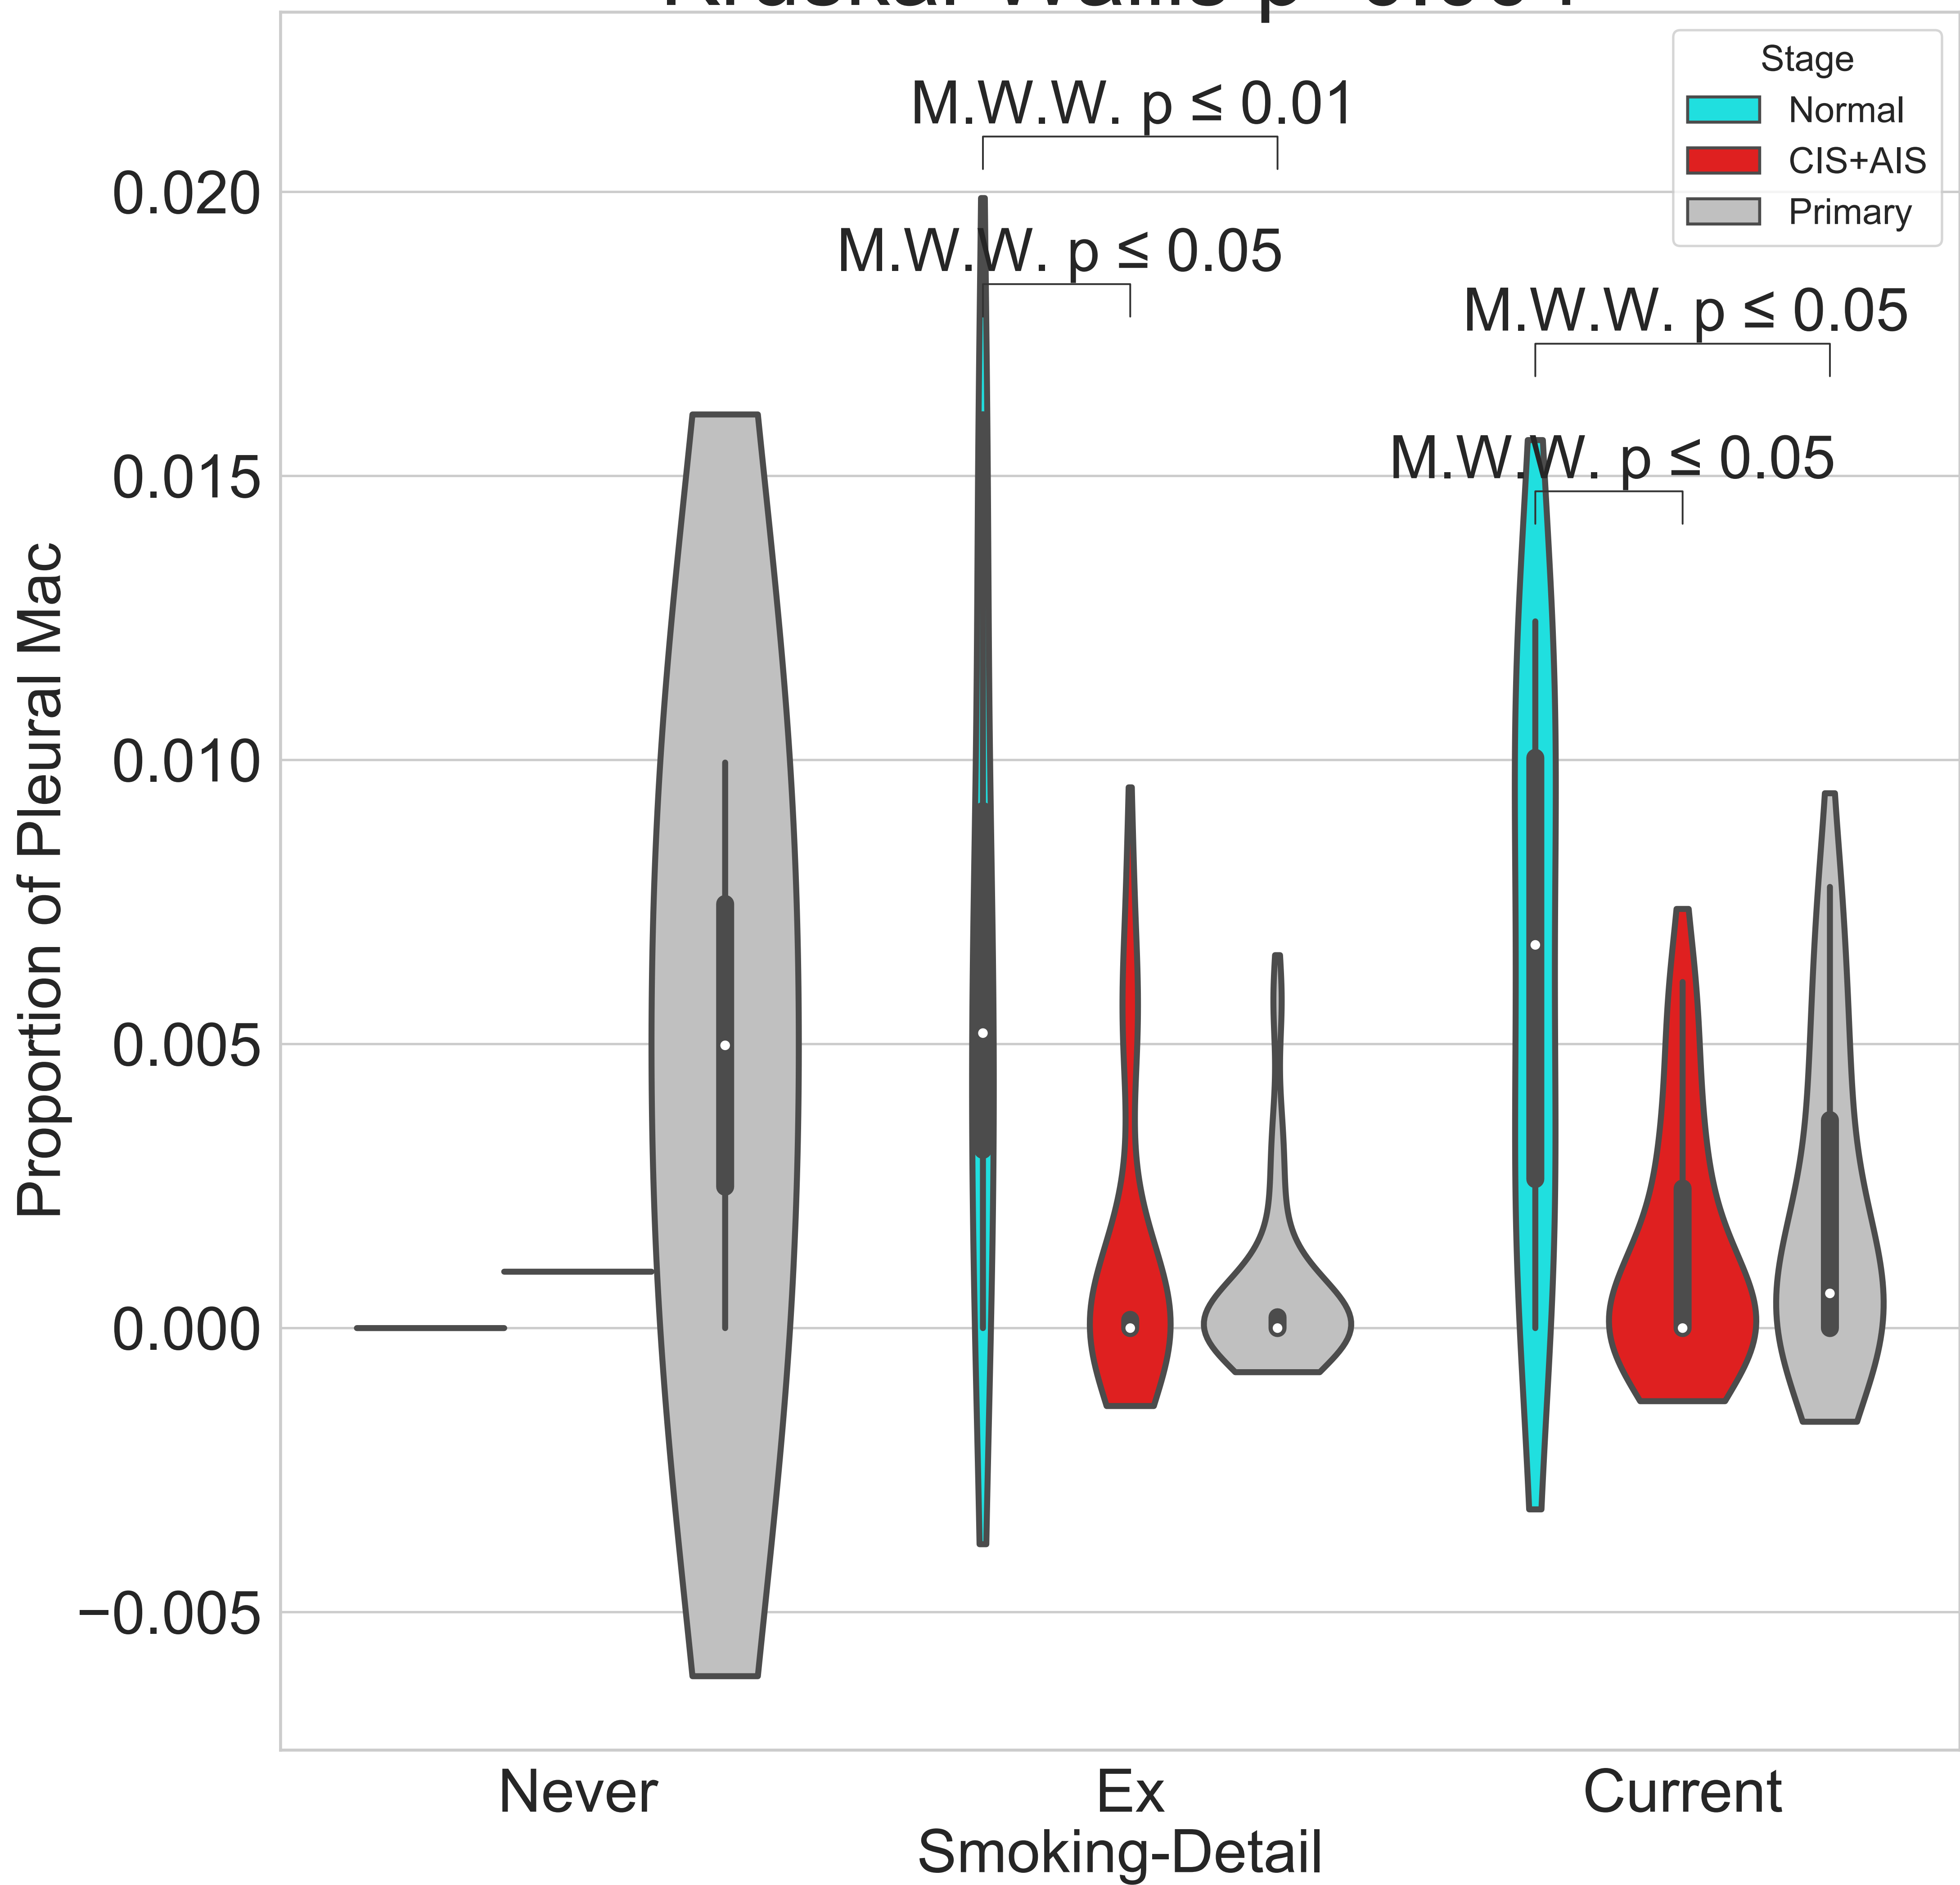 Stage
Normal
CIS+AIS
Primary
M.W.W. p ≤ 0.01
M.W.W. p ≤ 0.05
M.W.W. p ≤ 0.05
M.W.W. p ≤ 0.05
0.020
0.015
0.010
0.005
0.000
−0.005
Proportion of Pleural Mac
Never
Ex
Current
Smoking-Detail